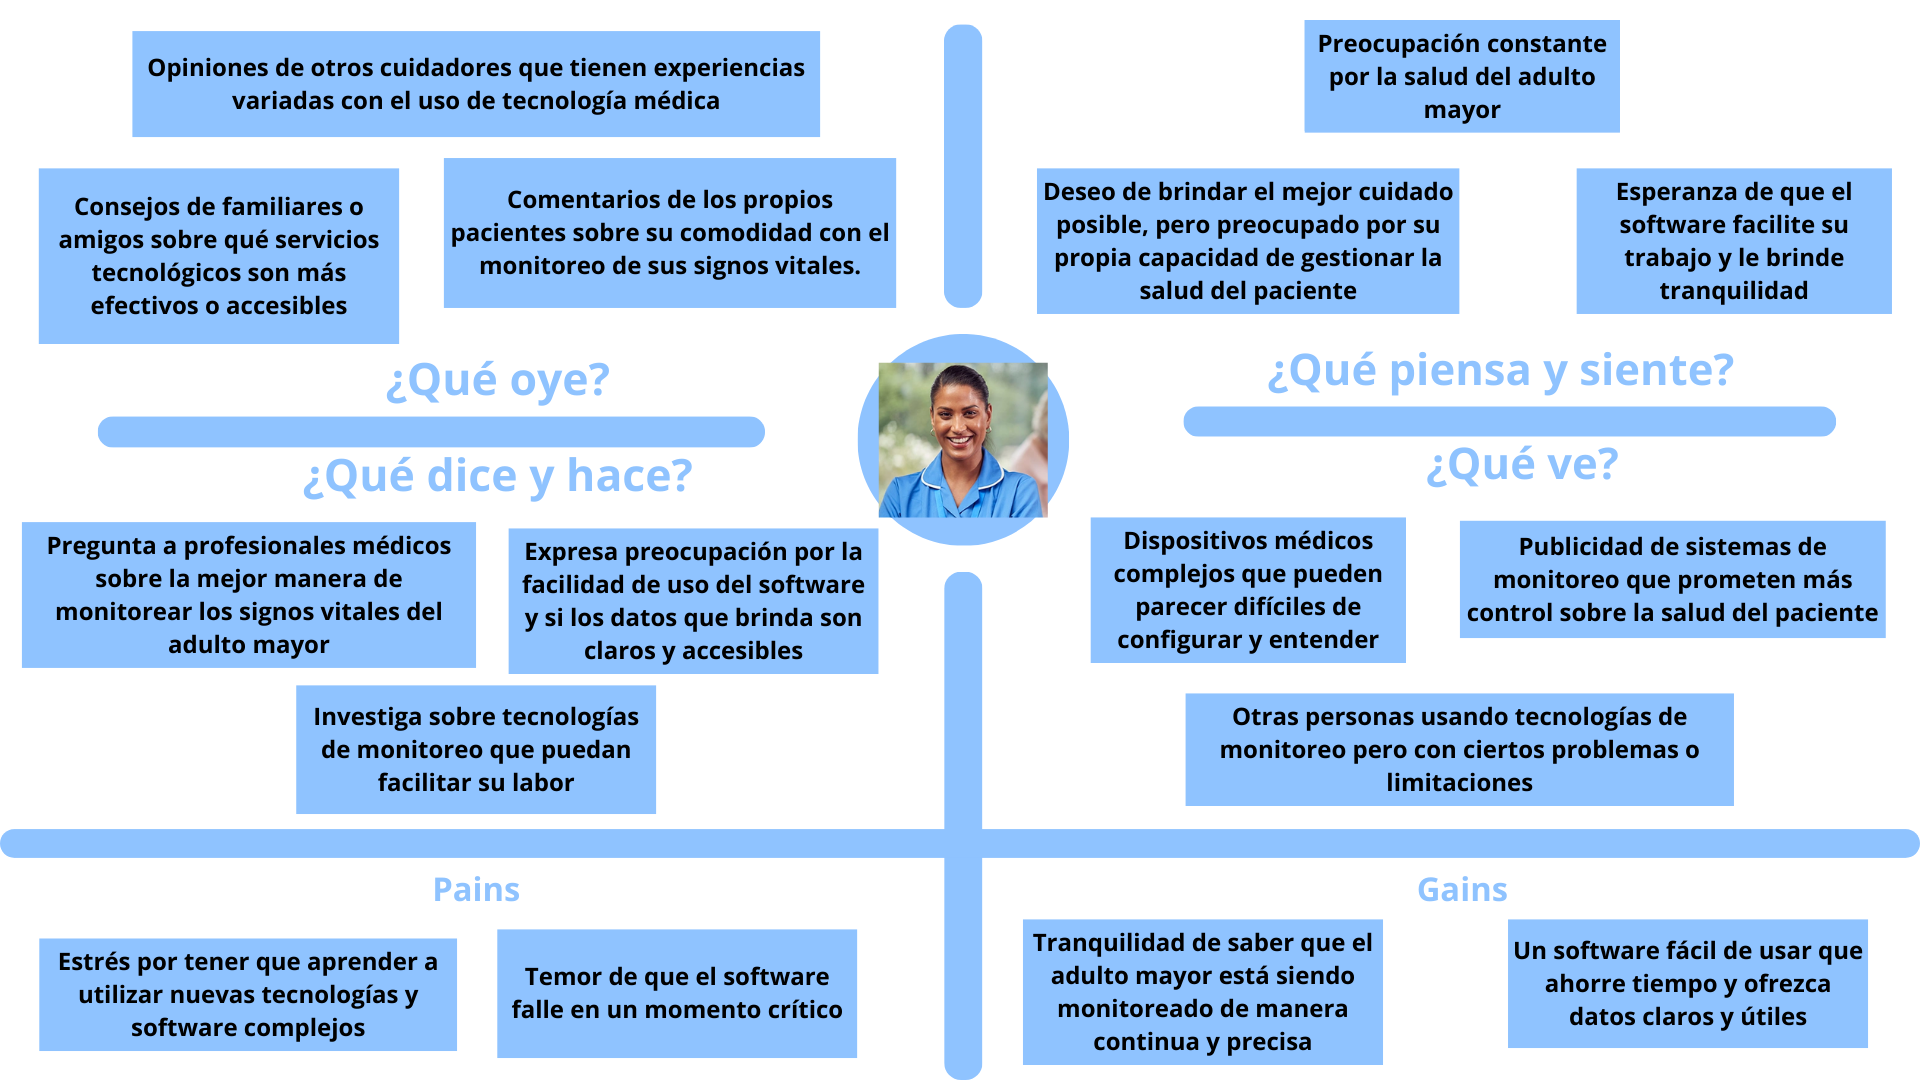 Opiniones de otros cuidadores que tienen experiencias
variadas con el uso de tecnología médica
Consejos de familiares o
amigos sobre qué servicios
tecnológicos son más
efectivos o accesibles
Comentarios de los propios
pacientes sobre su comodidad con el
monitoreo de sus signos vitales.
¿Qué oye?
Preocupación constante
por la salud del adulto
mayor
Deseo de brindar el mejor cuidado
posible, pero preocupado por su
propia capacidad de gestionar la
salud del paciente
Esperanza de que el
software facilite su
trabajo y le brinde
tranquilidad
¿Qué piensa y siente?
¿Qué dice y hace?
Pregunta a profesionales médicos
sobre la mejor manera de
monitorear los signos vitales del
adulto mayor
Expresa preocupación por la
facilidad de uso del software
y si los datos que brinda son
claros y accesibles
Investiga sobre tecnologías
de monitoreo que puedan
facilitar su labor
¿Qué ve?
Dispositivos médicos
complejos que pueden
parecer difíciles de
configurar y entender
Publicidad de sistemas de
monitoreo que prometen más
control sobre la salud del paciente
Otras personas usando tecnologías de
monitoreo pero con ciertos problemas o
limitaciones
Pains
Estrés por tener que aprender a
utilizar nuevas tecnologías y
software complejos
Temor de que el software
falle en un momento crítico
Gains
Tranquilidad de saber que el
adulto mayor está siendo
monitoreado de manera
continua y precisa
Un software fácil de usar que
ahorre tiempo y ofrezca
datos claros y útiles